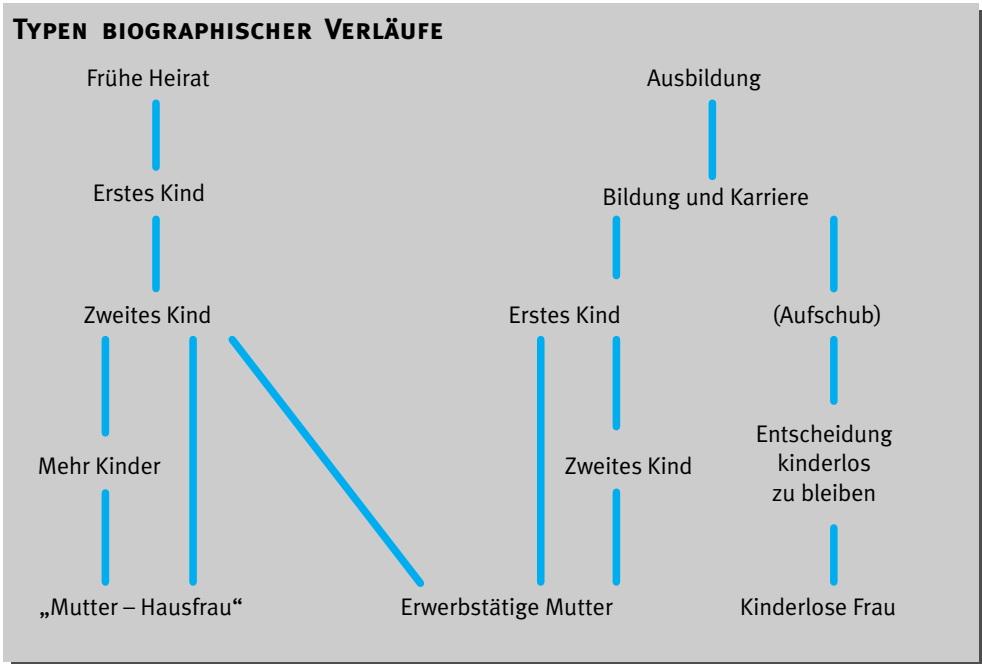 TYPEN BIOGRAPHISCHER VERLÄUFE
Frühe Heirat
Ausbildung
Erstes Kind
Bildung und Karriere
Zweites Kind
Erstes Kind
(Aufschub)
Mehr Kinder
Zweites Kind
Entscheidung
kinderlos
zu bleiben
„Mutter – Hausfrau“
Erwerbstätige Mutter
Kinderlose Frau